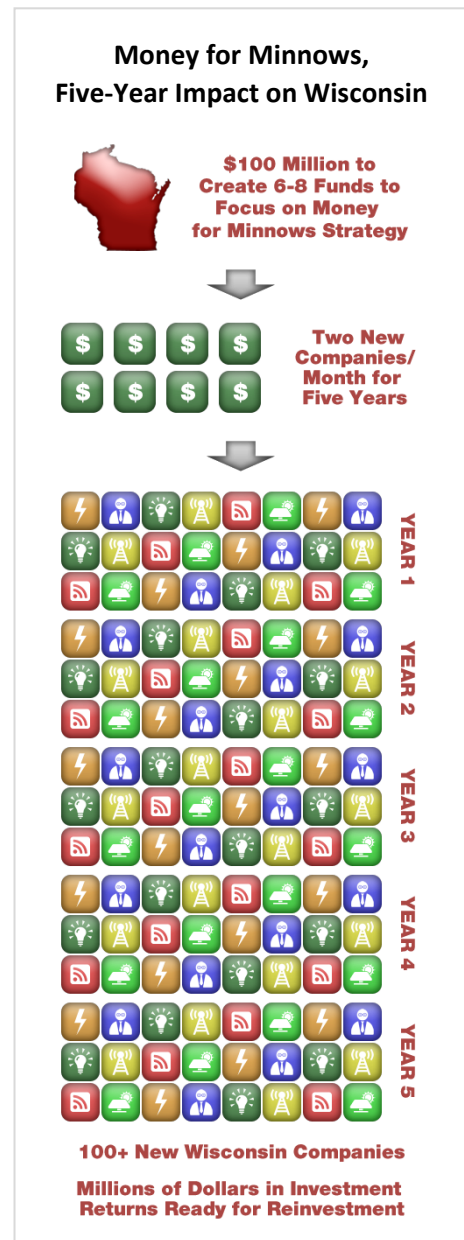 Money for Minnows,
Five-Year Impact on Wisconsin
$100 Million to
Create 6-8 Funds to
Focus on Money
for Minnows Strategy
$ $ $ $
$ $ $ $
Two New
Companies/
Month for
Five Years
YEAR 1
YEAR 2
YEAR 3
YEAR 4
YEAR 5
100+ New Wisconsin Companies
Millions of Dollars in Investment
Returns Ready for Reinvestment